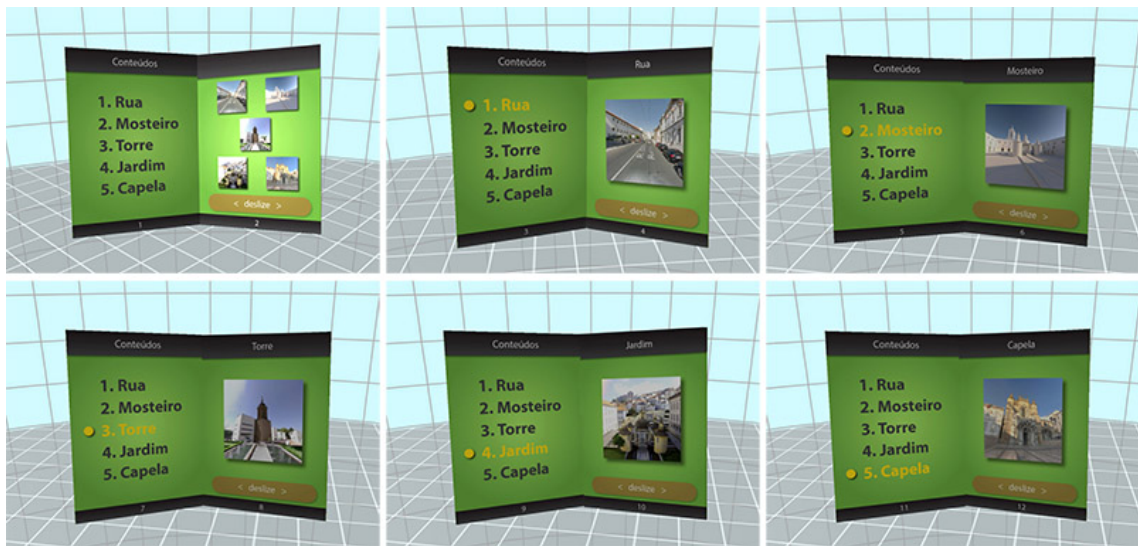 Conteúdos
1. Rua
2. Mosteiro
3. Torre
4. Jardim
5. Capela
1
< deslize >
2
Conteúdos
1. Rua
2. Mosteiro
3. Torre
4. Jardim
5. Capela
3
Rua
< deslize >
4
Conteúdos
1. Rua
2. Mosteiro
3. Torre
4. Jardim
5. Capela
5
Mosteiro
< deslize >
6
Conteúdos
1. Rua
2. Mosteiro
3. Torre
4. Jardim
5. Capela
7
Torre
< deslize >
8
Conteúdos
1. Rua
2. Mosteiro
3. Torre
4. Jardim
5. Capela
9
Jardim
< deslize >
10
Conteúdos
1. Rua
2. Mosteiro
3. Torre
4. Jardim
5. Capela
11
Capela
< deslize >
12